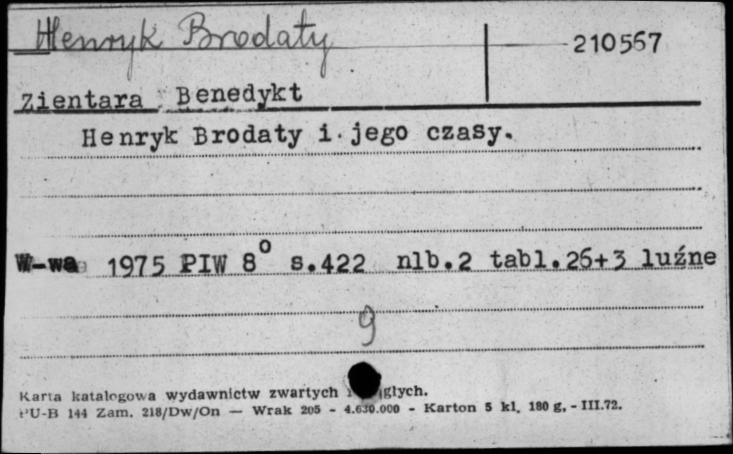 Henryk Brodaty 210567
Zientara Benedykt
Henryk Brodaty i jego czasy.
W-wa 1975 PIW 8° s.422 nlb.2 tabl.26+3 luźne
9
Karta katalogowa wydawnictw zwartych
PU-B 144 Zam. 218/Dw/On — Wrak 205 - 4.630.000 - Karton 5 kl. 180 g, - III.72.